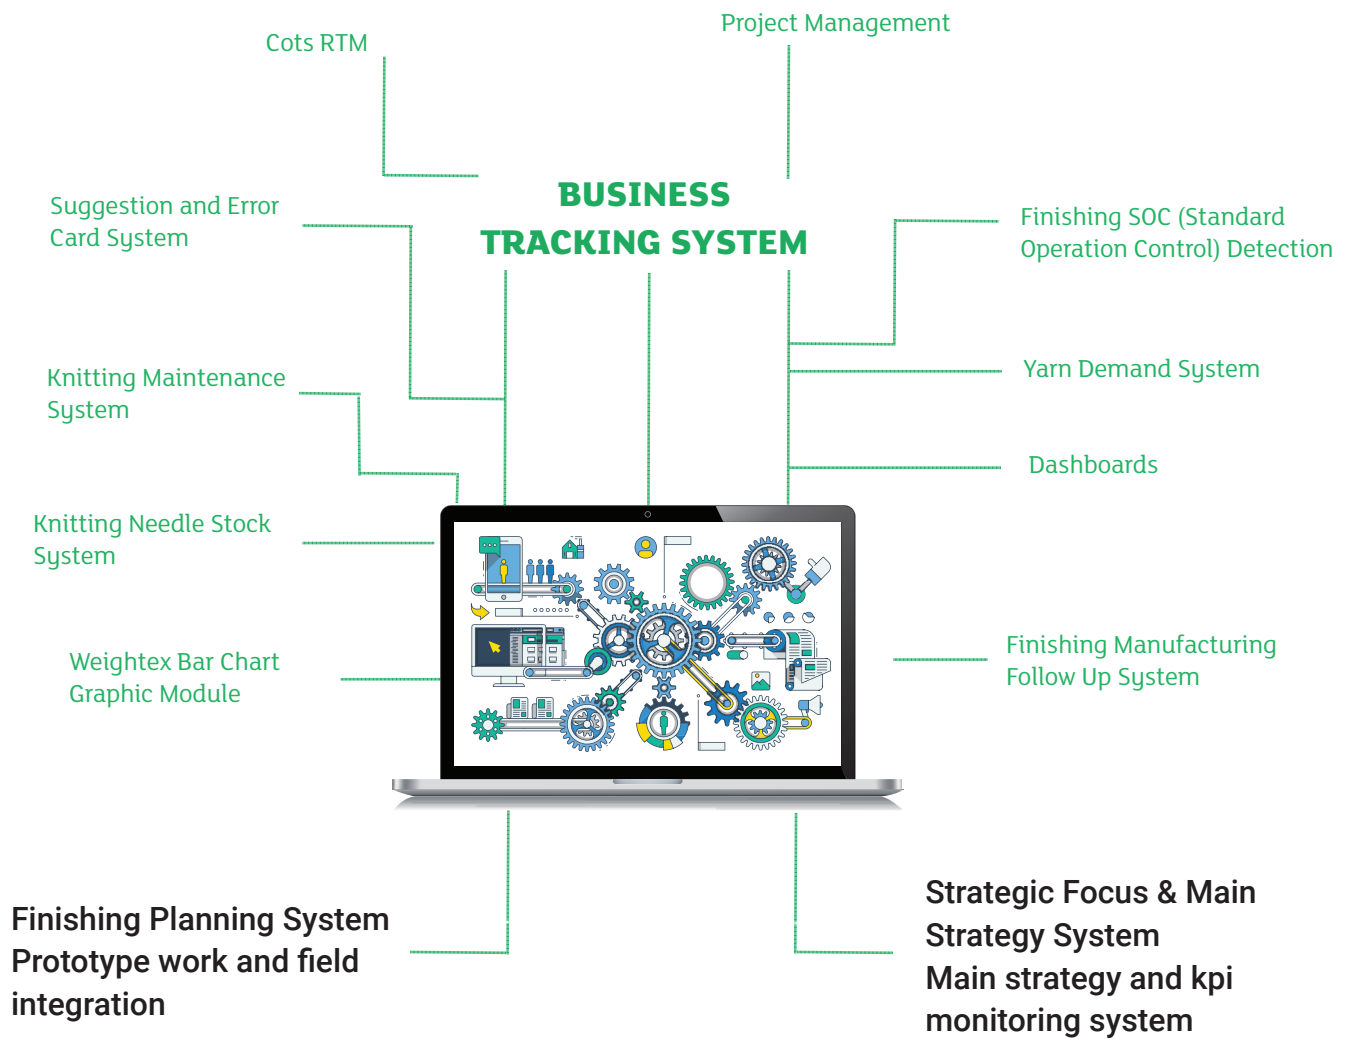 Project Management
Cots RTM
BUSINESS
TRACKING SYSTEM
Suggestion and Error
Card System
Finishing SOC (Standard
Operation Control) Detection
Knitting Maintenance
System
Yarn Demand System
Dashboards
Knitting Needle Stock
System
Weightex Bar Chart
Graphic Module
Finishing Manufacturing
Follow Up System
Finishing Planning System
Prototype work and field
integration
Strategic Focus & Main
Strategy System
Main strategy and kpi
monitoring system